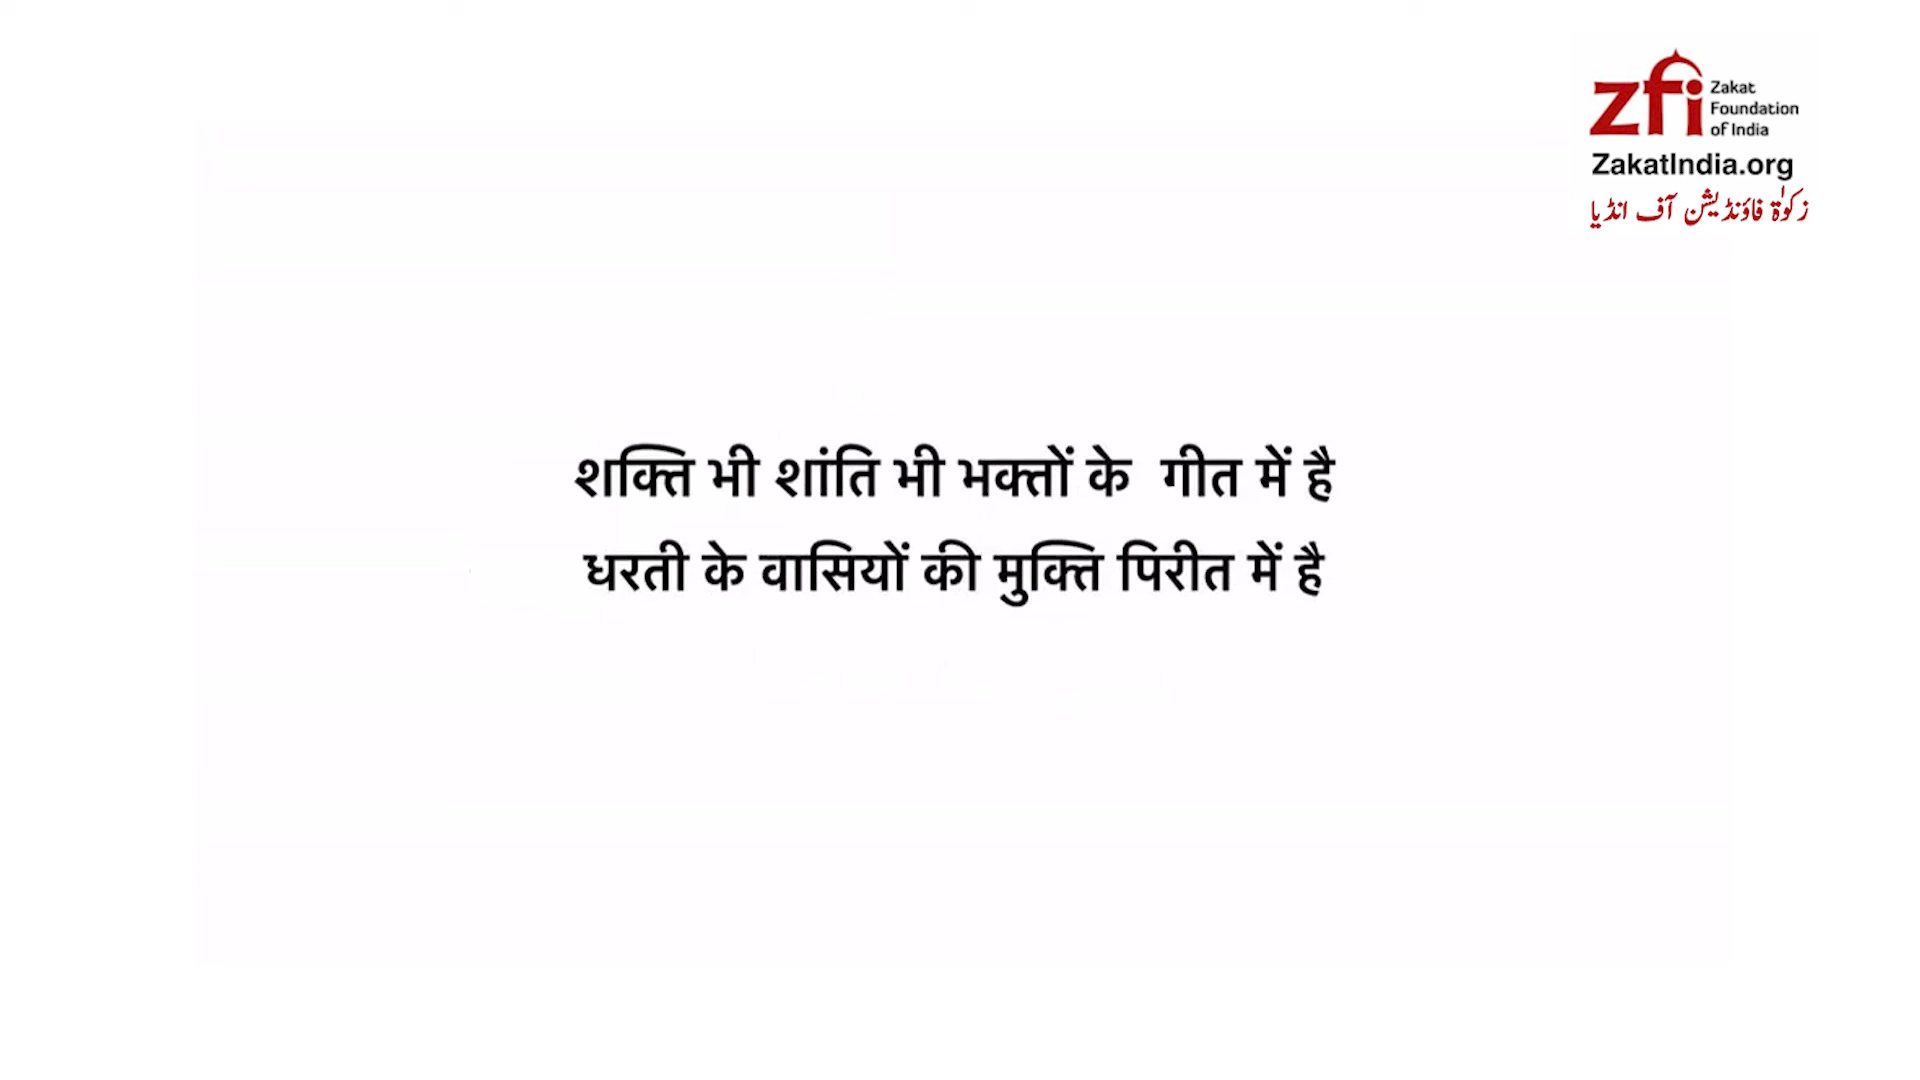 zfi Zakat
Foundation
of India
ZakatIndia.org
زکوٰۃ فاؤنڈیشن آف انڈیا
शक्ति भी शांति भी भक्तों के गीत में है
धरती के वासियों की मुक्ति पिरीत में है